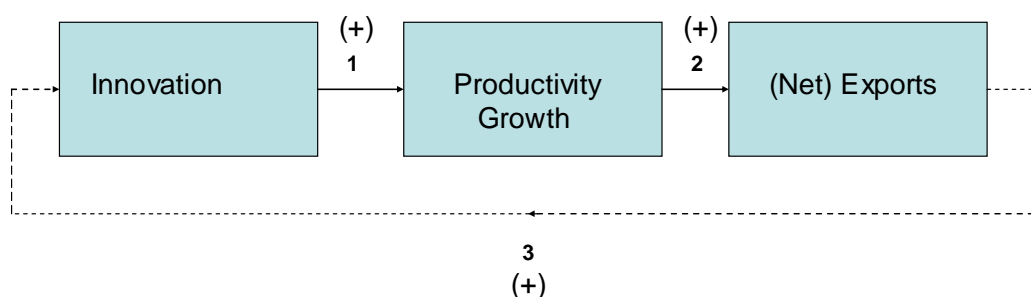 (+)
(+)
1
2
Innovation
Productivity
Growth
(Net) Exports
3
(+)